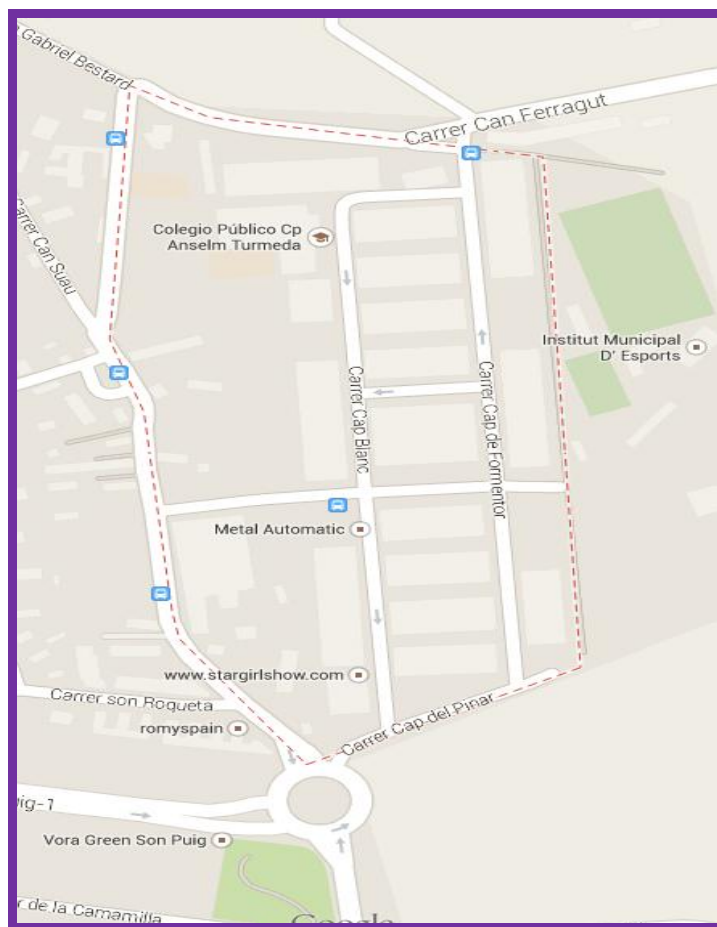 Gabriel Bestard
Carrer Can Ferragut
Colegio Público Cp
Anselm Turmeda
Carrer Can Suau
Institut Municipal
D' Esports
Carrer Cap Blanc
Carrer Cap de Formentor
Metal Automatic
www.stargirlshow.com
Carrer son Roqueta
Carrer Cap del Pinar
romyspain
ig-1
Vora Green Son Puig
de la Camamilla
Google